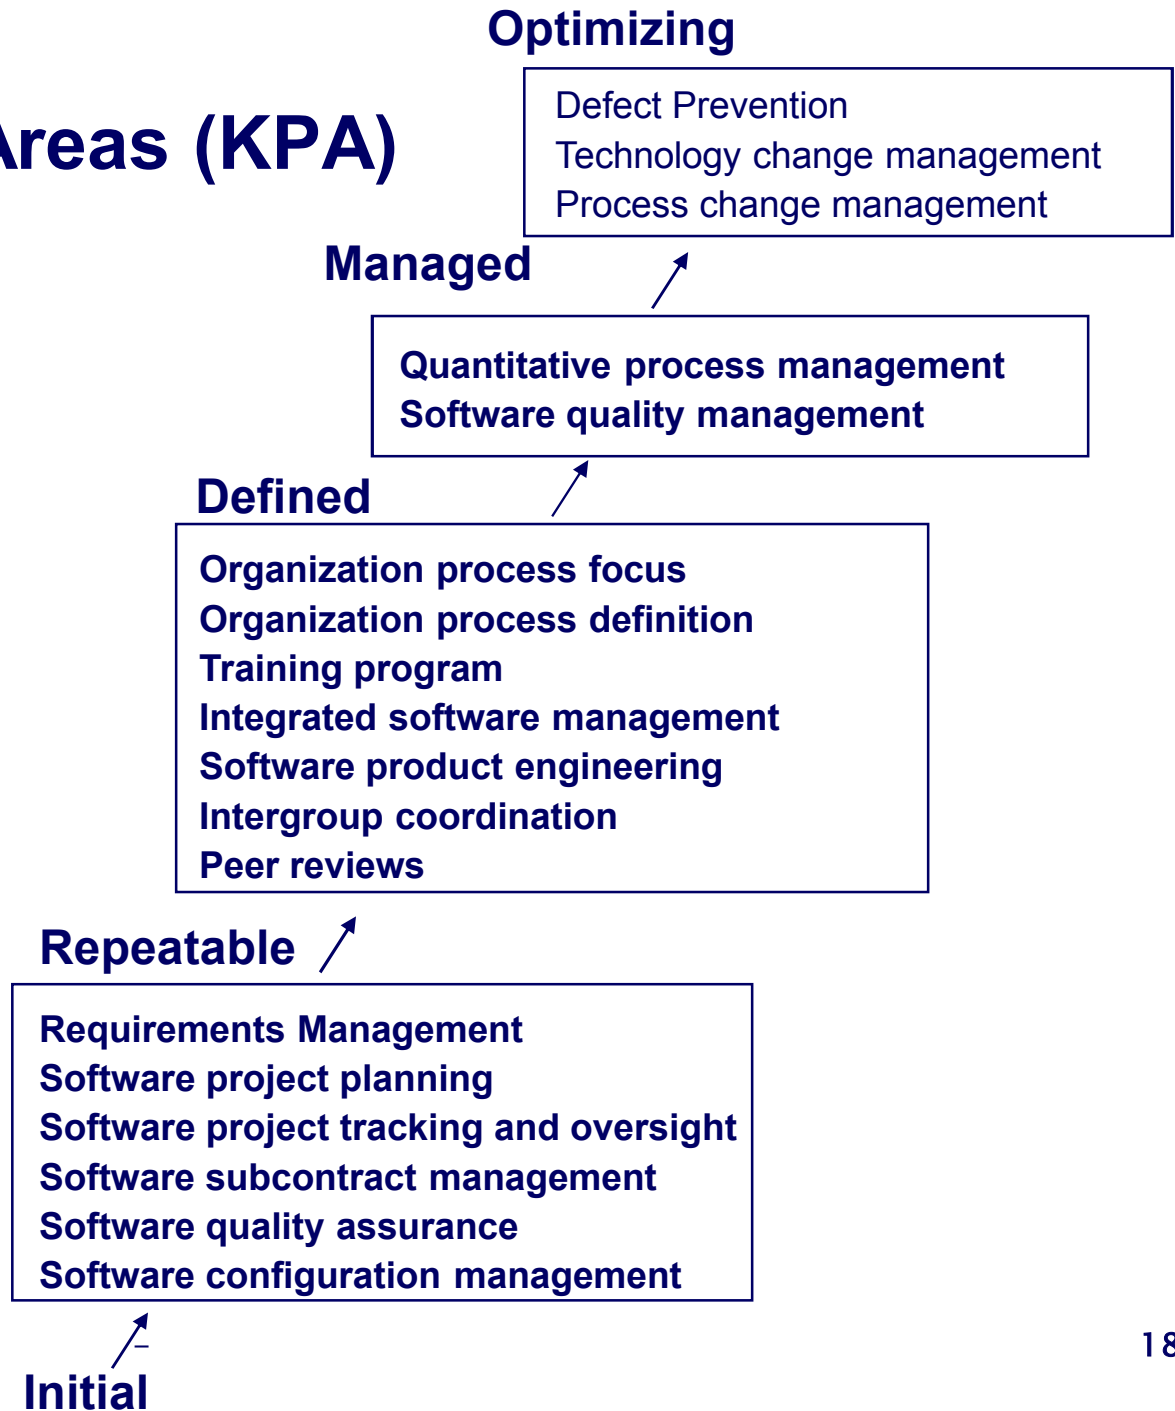 Optimizing
Areas (KPA)
Defect Prevention
Technology change management
Process change management
Managed
Quantitative process management
Software quality management
Defined
Organization process focus
Organization process definition
Training program
Integrated software management
Software product engineering
Intergroup coordination
Peer reviews
Repeatable
Requirements Management
Software project planning
Software project tracking and oversight
Software subcontract management
Software quality assurance
Software configuration management
–
18
Initial